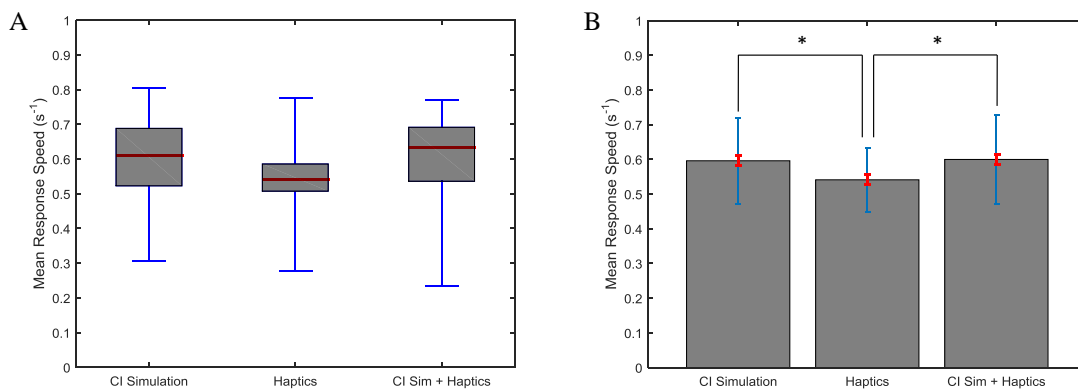 A
Mean Response Speed (s⁻¹)
1
0.9
0.8
0.7
0.6
0.5
0.4
0.3
0.2
0.1
0
CI Simulation
Haptics
CI Sim + Haptics
B
Mean Response Speed (s⁻¹)
1
0.9
0.8
0.7
0.6
0.5
0.4
0.3
0.2
0.1
0
*
*
CI Simulation
Haptics
CI Sim + Haptics